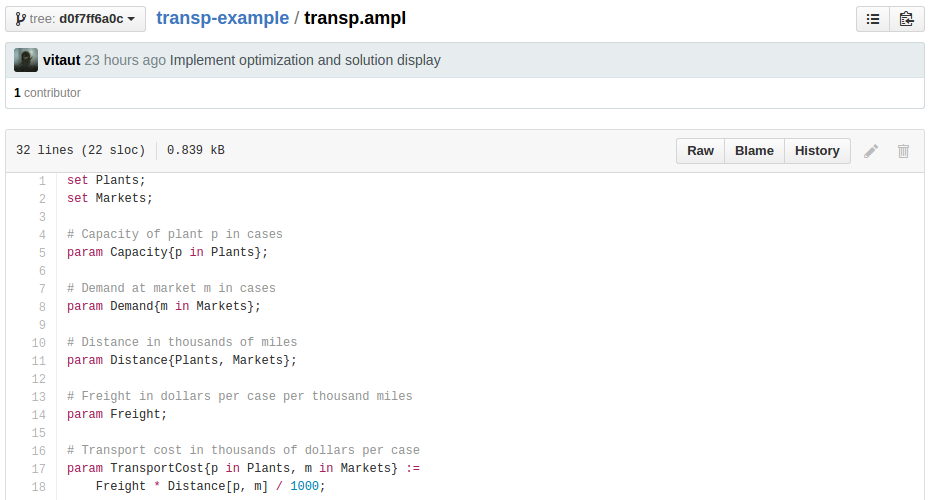 tree: d0f7ff6a0c transp-example / transp.ampl
vitaut 23 hours ago Implement optimization and solution display
1 contributor
32 lines (22 sloc) 0.839 kB Raw Blame History
1 set Plants;
2 set Markets;
3
4 # Capacity of plant p in cases
5 param Capacity{p in Plants};
6
7 # Demand at market m in cases
8 param Demand{m in Markets};
9
10 # Distance in thousands of miles
11 param Distance{Plants, Markets};
12
13 # Freight in dollars per case per thousand miles
14 param Freight;
15
16 # Transport cost in thousands of dollars per case
17 param TransportCost{p in Plants, m in Markets} :=
18 Freight * Distance[p, m] / 1000;